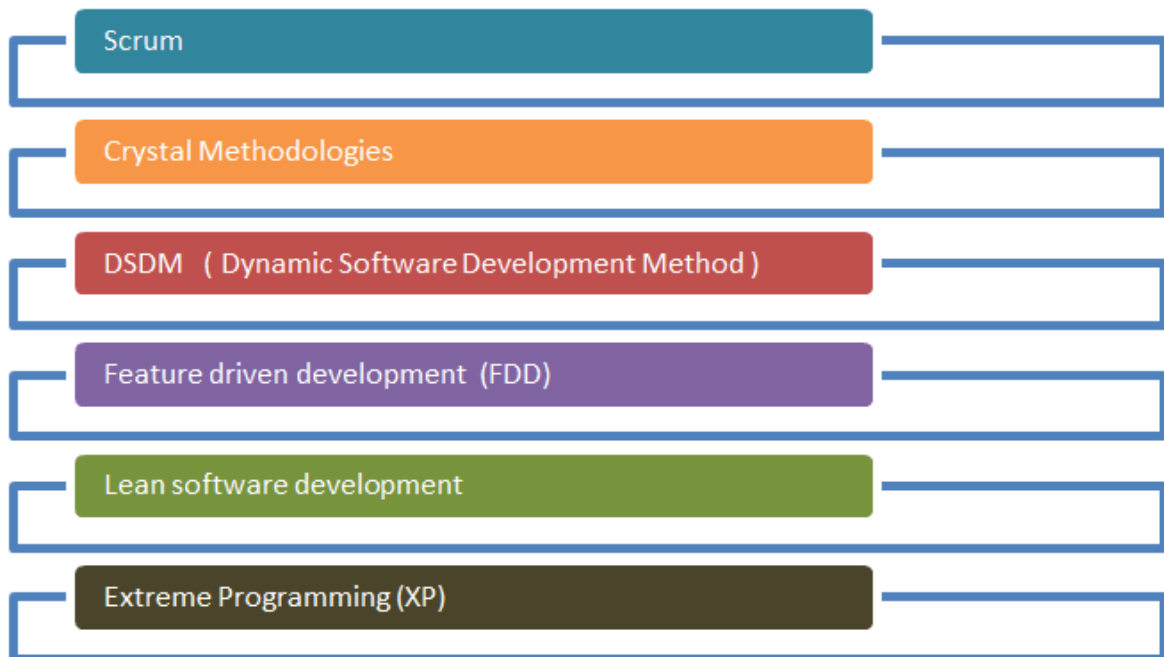 Scrum
Crystal Methodologies
DSDM ( Dynamic Software Development Method )
Feature driven development (FDD)
Lean software development
Extreme Programming (XP)